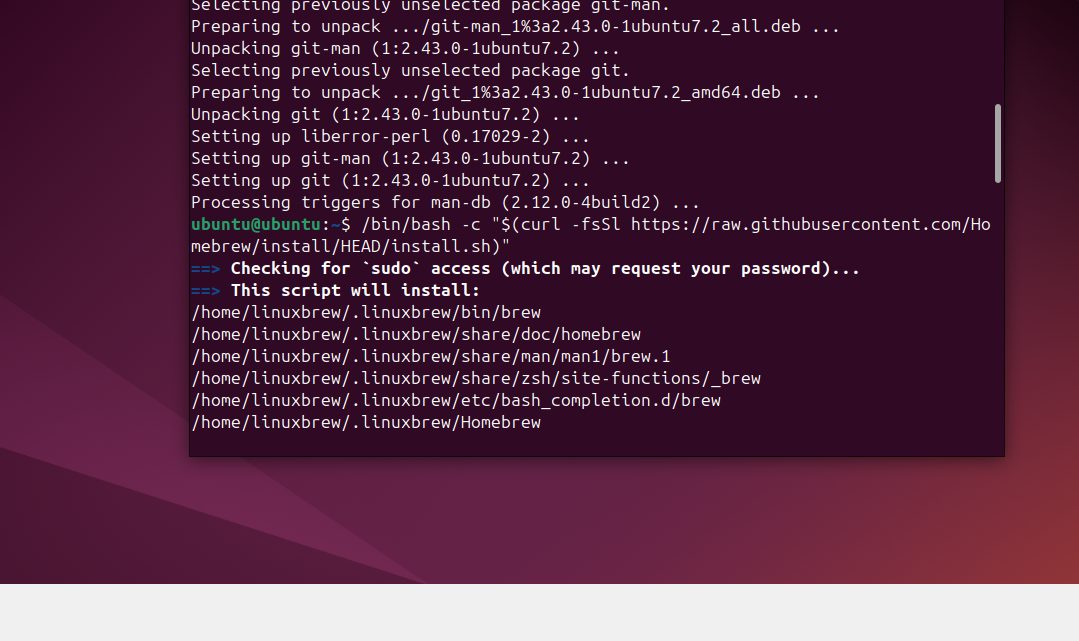 Selecting previously unselected package git-man.
Preparing to unpack .../git-man_1%3a2.43.0-1ubuntu7.2_all.deb ...
Unpacking git-man (1:2.43.0-1ubuntu7.2) ...
Selecting previously unselected package git.
Preparing to unpack .../git_1%3a2.43.0-1ubuntu7.2_amd64.deb ...
Unpacking git (1:2.43.0-1ubuntu7.2) ...
Setting up liberror-perl (0.17029-2) ...
Setting up git-man (1:2.43.0-1ubuntu7.2) ...
Setting up git (1:2.43.0-1ubuntu7.2) ...
Processing triggers for man-db (2.12.0-4build2) ...
ubuntu@ubuntu:~$ /bin/bash -c "$(curl -fsSl https://raw.githubusercontent.com/Ho
mebrew/install/HEAD/install.sh)"
==> Checking for `sudo` access (which may request your password)...
==> This script will install:
/home/linuxbrew/.linuxbrew/bin/brew
/home/linuxbrew/.linuxbrew/share/doc/homebrew
/home/linuxbrew/.linuxbrew/share/man/man1/brew.1
/home/linuxbrew/.linuxbrew/share/zsh/site-functions/_brew
/home/linuxbrew/.linuxbrew/etc/bash_completion.d/brew
/home/linuxbrew/.linuxbrew/Homebrew